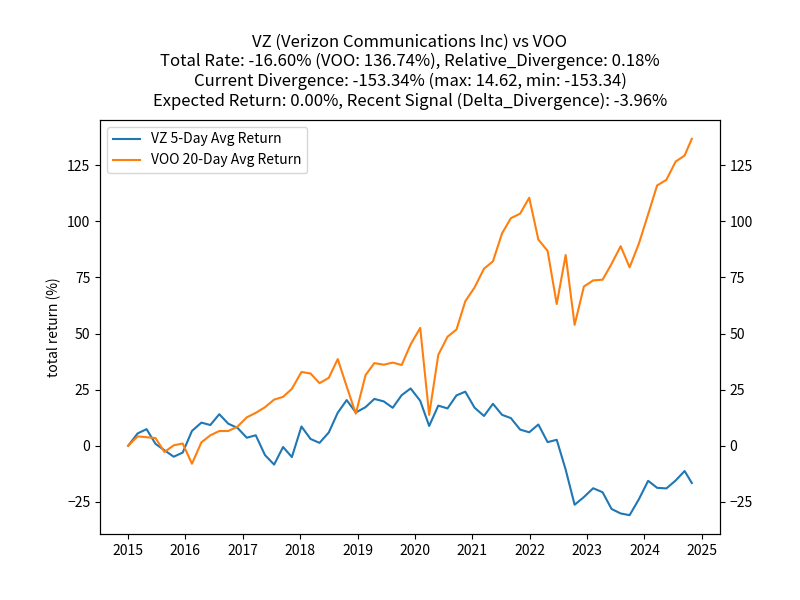 VZ (Verizon Communications Inc) vs VOO
Total Rate: -16.60% (VOO: 136.74%), Relative_Divergence: 0.18%
Current Divergence: -153.34% (max: 14.62, min: -153.34)
Expected Return: 0.00%, Recent Signal (Delta_Divergence): -3.96%
VZ 5-Day Avg Return
VOO 20-Day Avg Return
total return (%)
125
100
75
50
25
0
−25
125
100
75
50
25
0
−25
2015 2016 2017 2018 2019 2020 2021 2022 2023 2024 2025